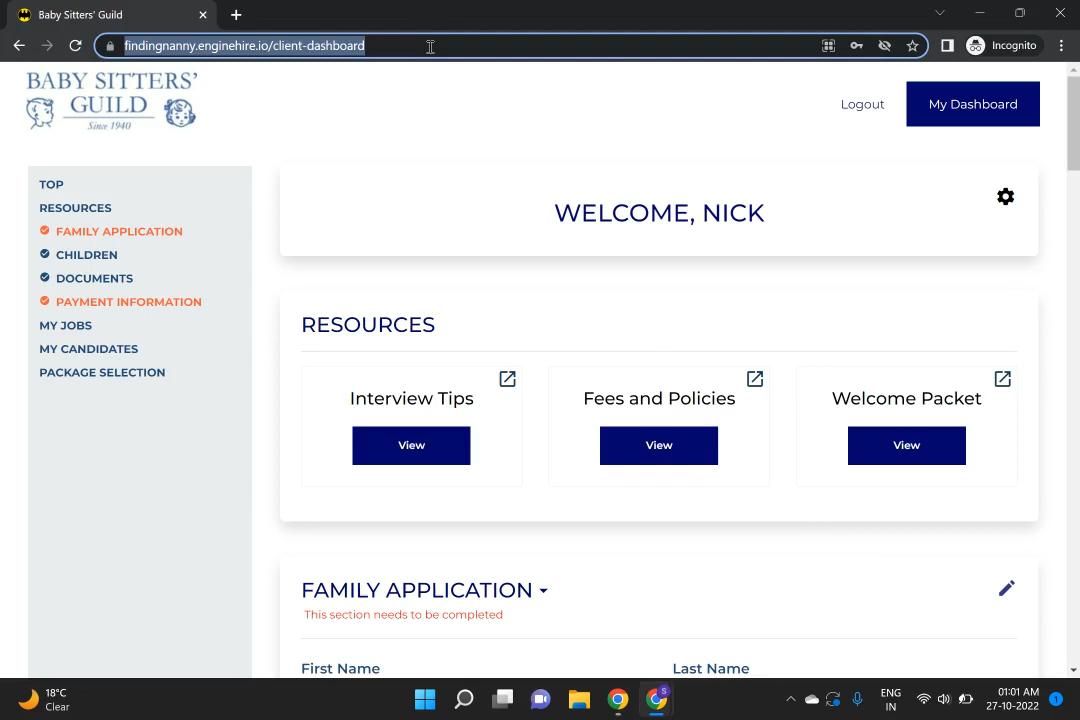 Baby Sitters' Guild
findingnanny.enginehire.io/client-dashboard
Incognito
BABY SITTERS'
GUILD
Since 1940
Logout
My Dashboard
TOP
RESOURCES
FAMILY APPLICATION
CHILDREN
DOCUMENTS
PAYMENT INFORMATION
MY JOBS
MY CANDIDATES
PACKAGE SELECTION
WELCOME, NICK
RESOURCES
Interview Tips
View
Fees and Policies
View
Welcome Packet
View
FAMILY APPLICATION
This section needs to be completed
First Name
Last Name
18°C
Clear
S
ENG
IN
01:01 AM
27-10-2022
1